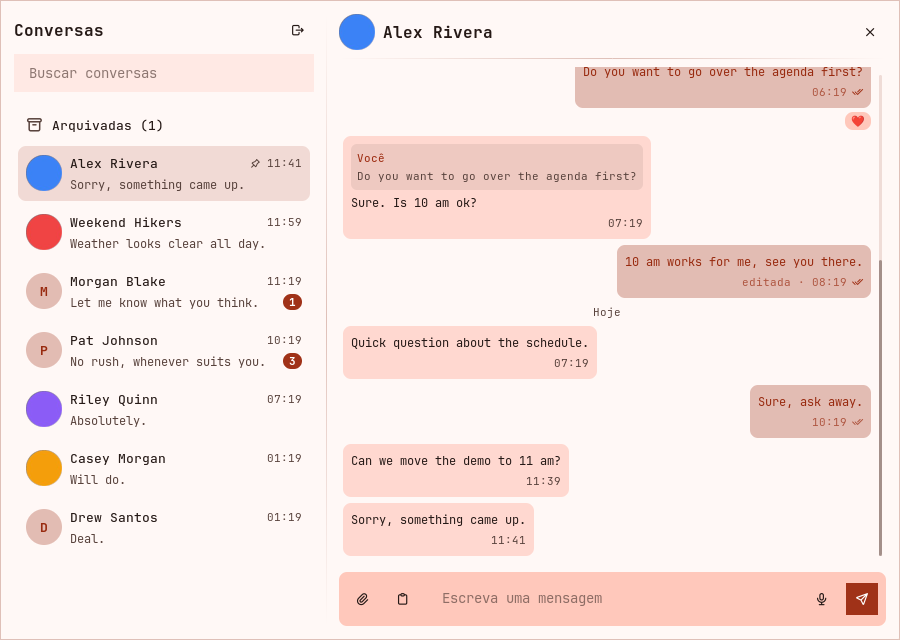 Conversas
Buscar conversas
Arquivadas (1)
Alex Rivera 11:41
Sorry, something came up.
Weekend Hikers 11:59
Weather looks clear all day.
M
Morgan Blake 11:19
Let me know what you think. 1
P
Pat Johnson 10:19
No rush, whenever suits you. 3
Riley Quinn 07:19
Absolutely.
Casey Morgan 01:19
Will do.
D
Drew Santos 01:19
Deal.
Alex Rivera
Do you want to go over the agenda first?
06:19
Você
Do you want to go over the agenda first?
Sure. Is 10 am ok?
07:19
10 am works for me, see you there.
editada · 08:19
Hoje
Quick question about the schedule.
07:19
Sure, ask away.
10:19
Can we move the demo to 11 am?
11:39
Sorry, something came up.
11:41
Escreva uma mensagem